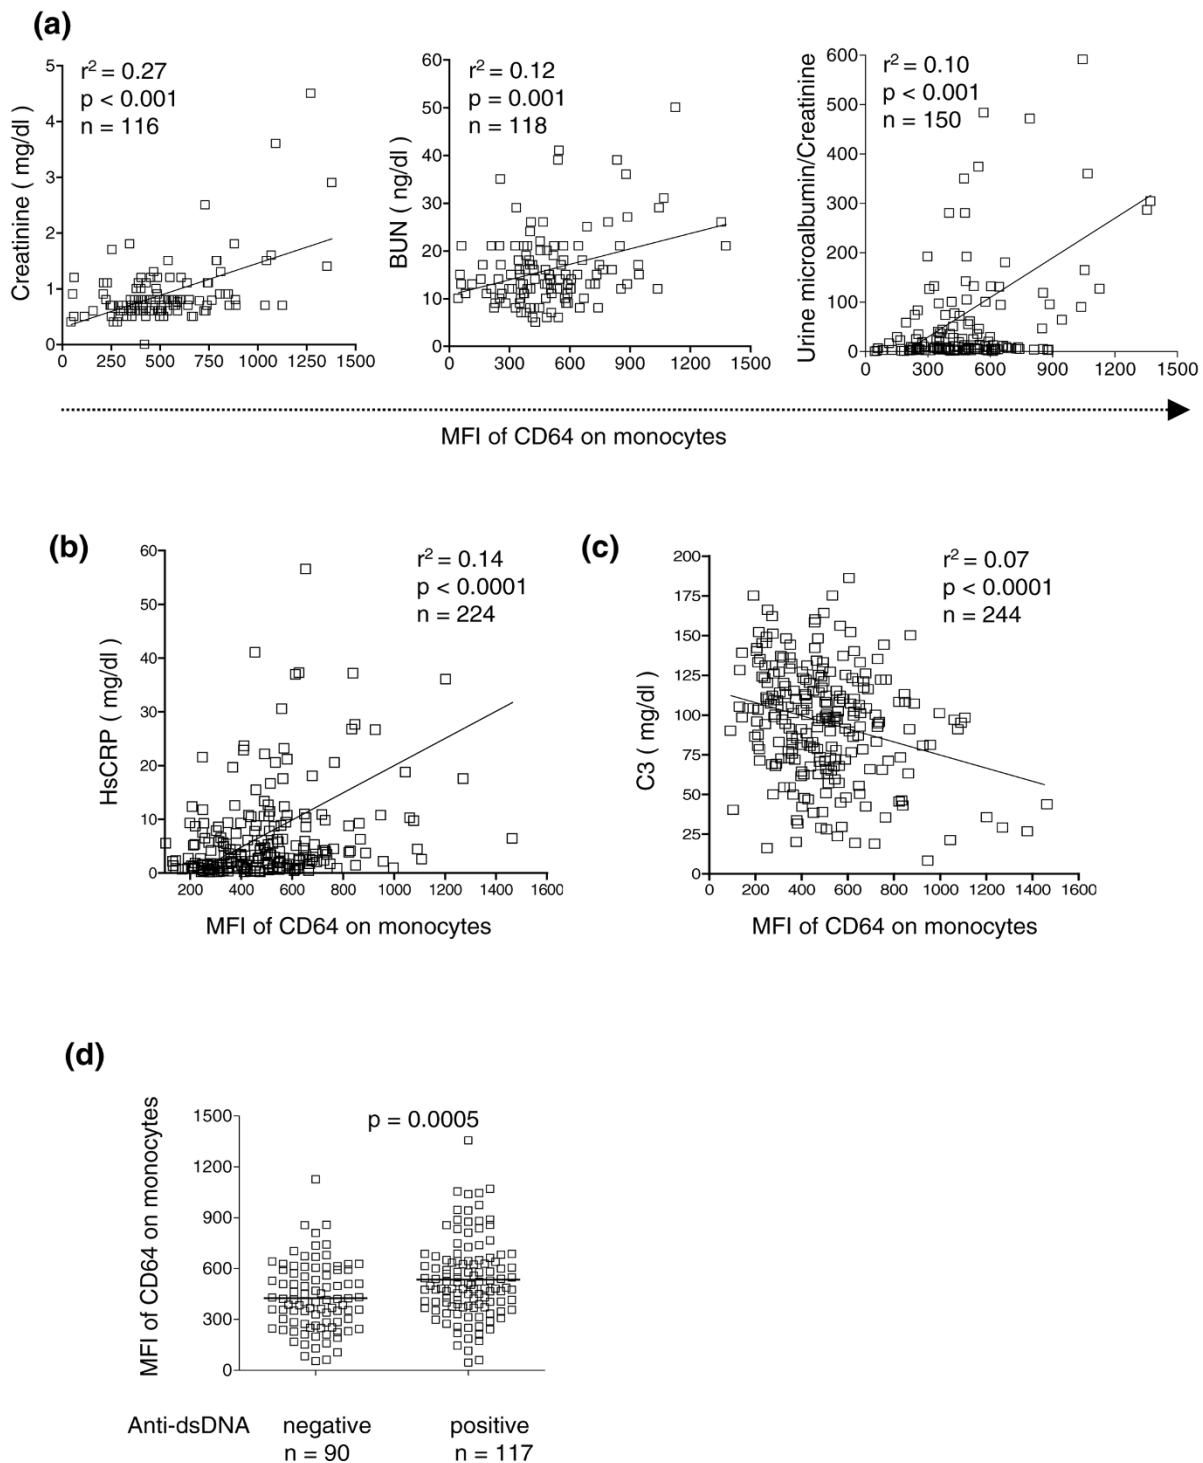 (a)
r² = 0.27
p < 0.001
n = 116
Creatinine ( mg/dl )
5
4
3
2
1
0
0 250 500 750 1000 1250 1500
r² = 0.12
p = 0.001
n = 118
BUN ( ng/dl )
60
50
40
30
20
10
0
0 300 600 900 1200 1500
r² = 0.10
p < 0.001
n = 150
Urine microalbumin/Creatinine
600
500
400
300
200
100
0
0 300 600 900 1200 1500
MFI of CD64 on monocytes
(b)
r² = 0.14
p < 0.0001
n = 224
HsCRP ( mg/dl )
60
50
40
30
20
10
0
200 400 600 800 1000 1200 1400 1600
MFI of CD64 on monocytes
(c)
r² = 0.07
p < 0.0001
n = 244
C3 ( mg/dl )
200
175
150
125
100
75
50
25
0
0 200 400 600 800 1000 1200 1400 1600
MFI of CD64 on monocytes
(d)
p = 0.0005
MFI of CD64 on monocytes
1500
1200
900
600
300
0
Anti-dsDNA negative positive
n = 90 n = 117